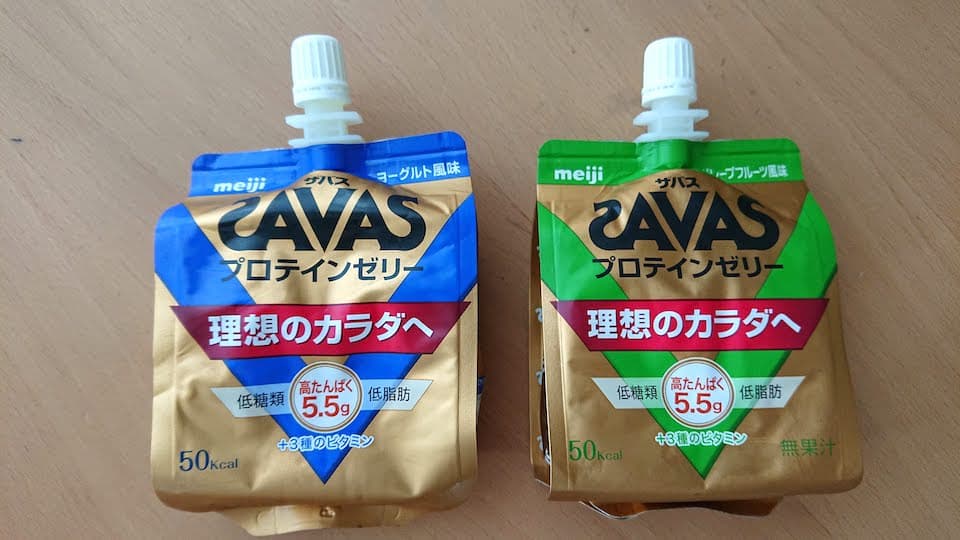 meiji
ヨーグルト風味
ザバス
SAVAS
プロテインゼリー
理想のカラダへ
低糖類
高たんぱく
5.5g
低脂肪
+3種のビタミン
50Kcal
meiji
レープフルーツ風味
ザバス
SAVAS
プロテインゼリー
理想のカラダへ
低糖類
高たんぱく
5.5g
低脂肪
+3種のビタミン
50Kcal
無果汁